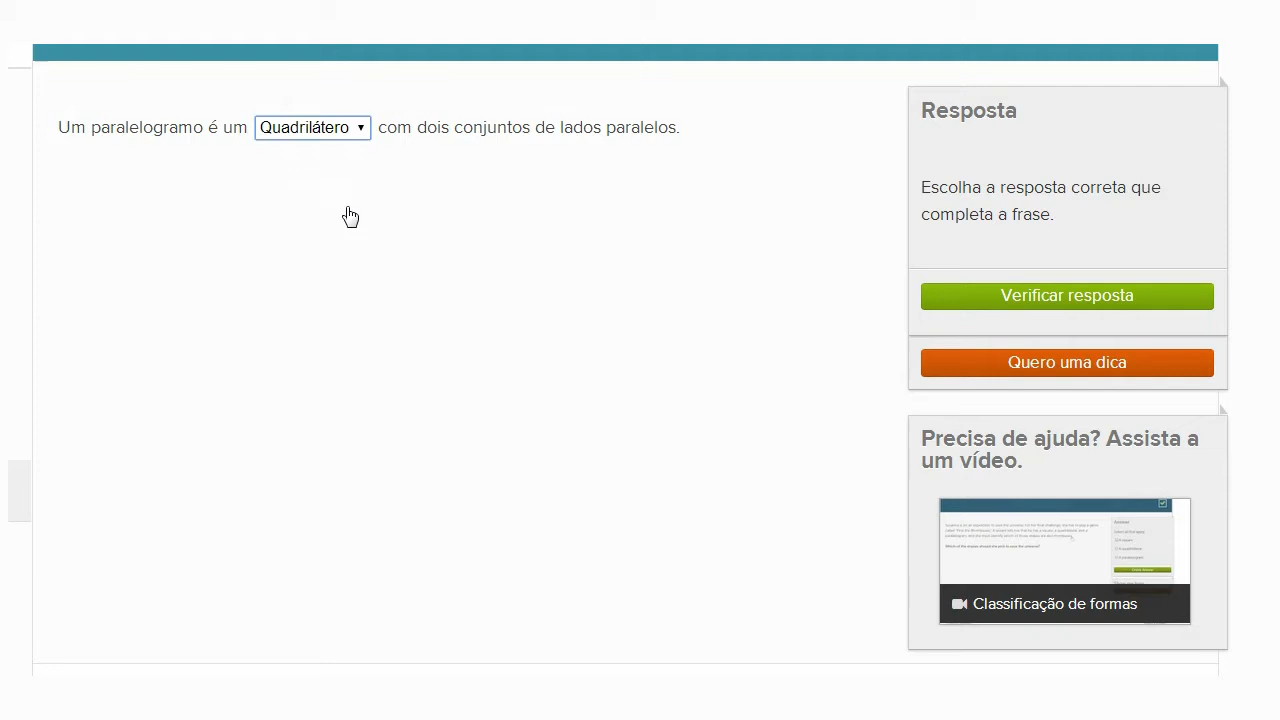 Um paralelogramo é um Quadrilátero com dois conjuntos de lados paralelos.
Resposta
Escolha a resposta correta que
completa a frase.
Verificar resposta
Quero uma dica
Precisa de ajuda? Assista a
um vídeo.
Classificação de formas